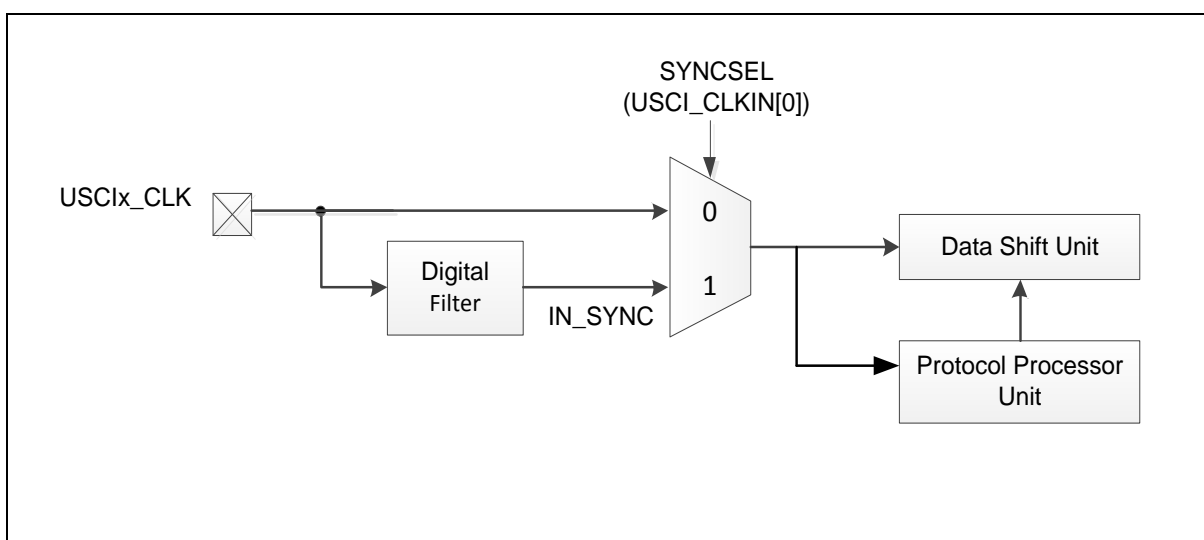 SYNCSEL
(USCI_CLKIN[0])
USCIx_CLK
0
Data Shift Unit
Digital
Filter
1
IN_SYNC
Protocol Processor
Unit